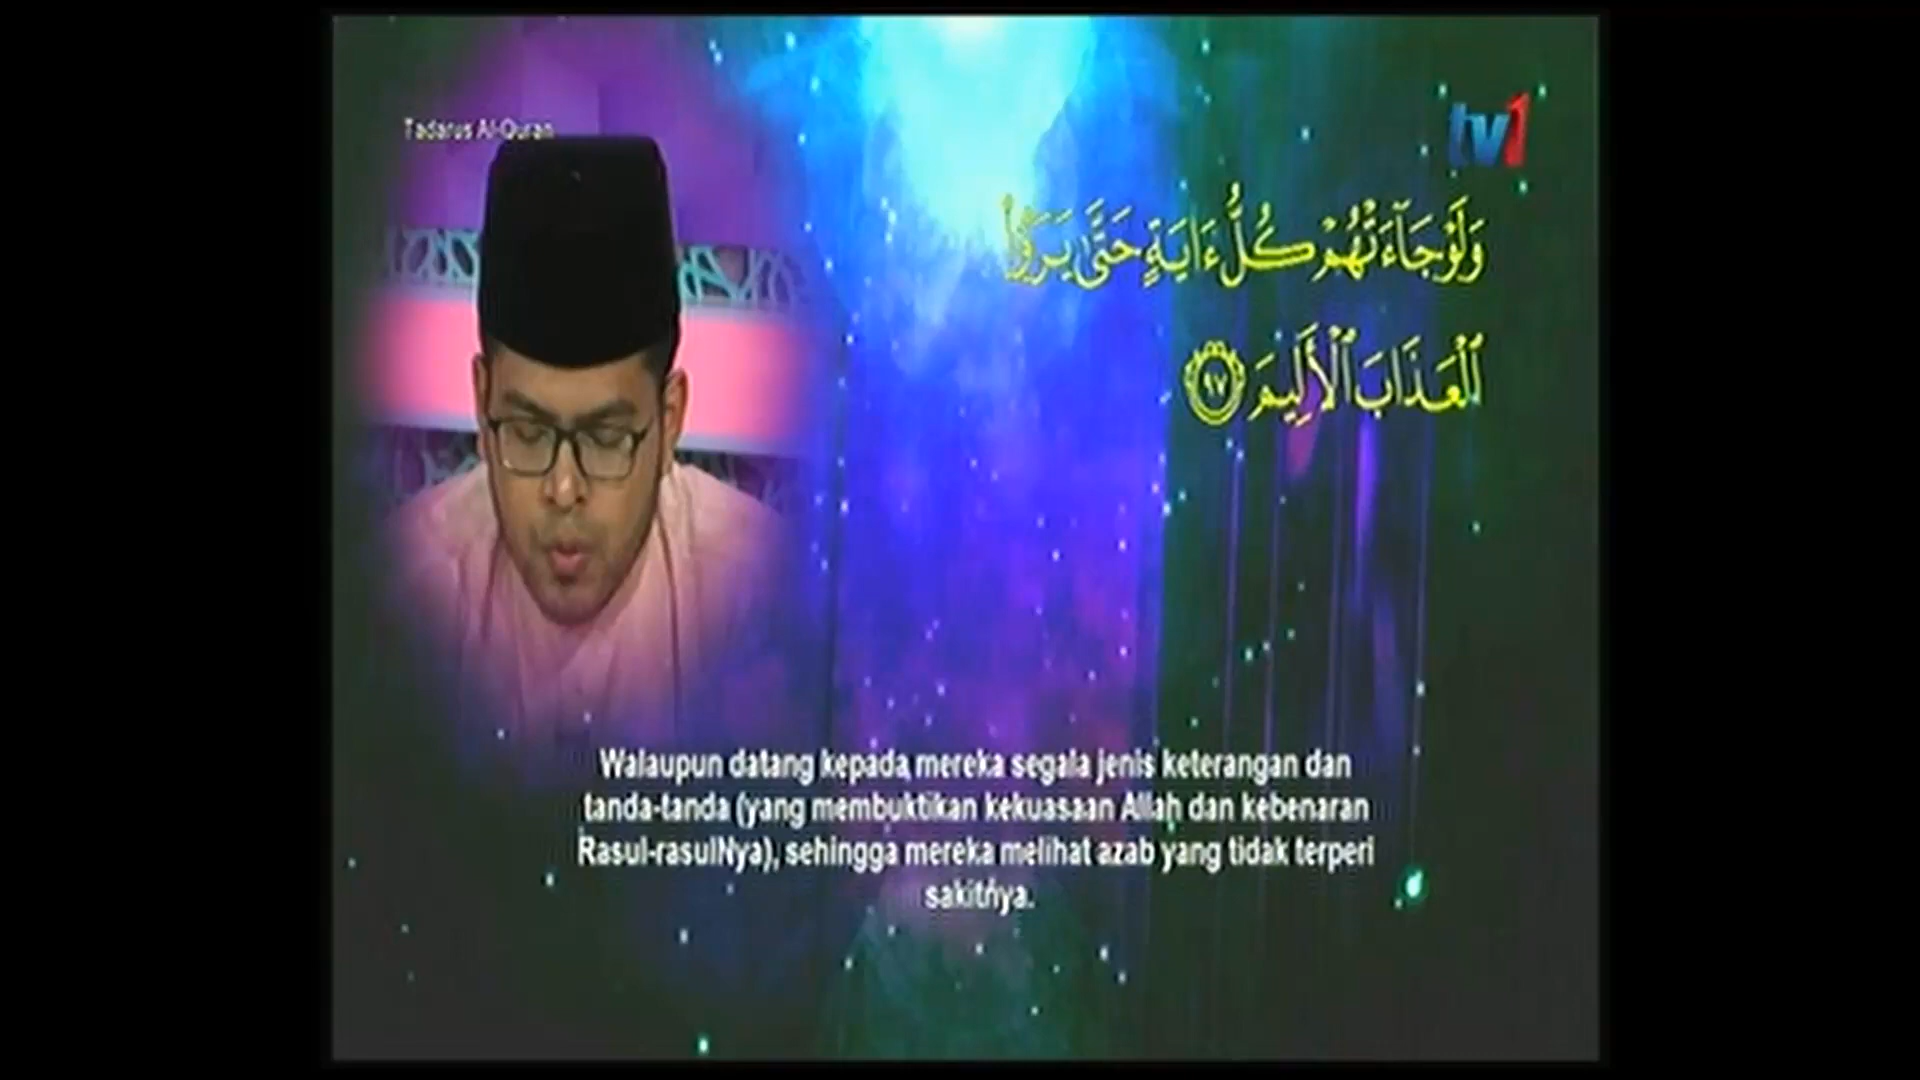 Tadarus Al-Quran
tv1
وَلَوْ جَآءَتْهُمْ كُلُّ ءَايَةٍ حَتَّىٰ يَرَوُا۟
ٱلْعَذَابَ ٱلْأَلِيمَ ٩٧
Walaupun datang kepada mereka segala jenis keterangan dan
tanda-tanda (yang membuktikan kekuasaan Allah dan kebenaran
Rasul-rasulNya), sehingga mereka melihat azab yang tidak terperi
sakitnya.